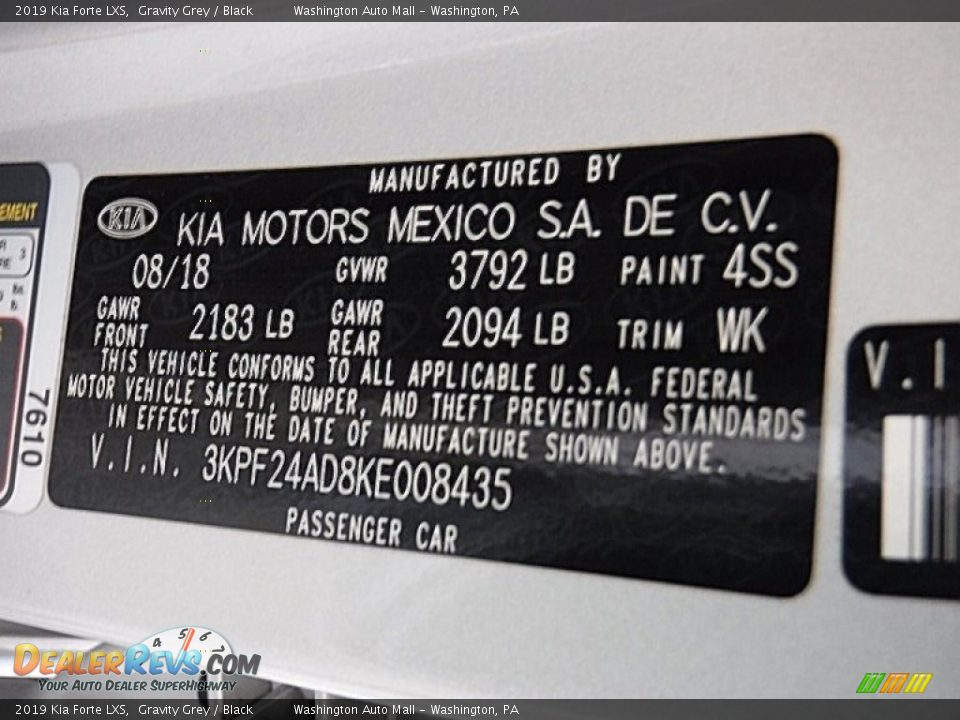 2019 Kia Forte LXS, Gravity Grey / Black Washington Auto Mall - Washington, PA
MANUFACTURED BY
KIA KIA MOTORS MEXICO S.A. DE C.V.
08/18 GVWR 3792 LB PAINT 4SS
GAWR FRONT 2183 LB GAWR REAR 2094 LB TRIM WK
THIS VEHICLE CONFORMS TO ALL APPLICABLE U.S.A. FEDERAL
MOTOR VEHICLE SAFETY, BUMPER, AND THEFT PREVENTION STANDARDS
IN EFFECT ON THE DATE OF MANUFACTURE SHOWN ABOVE.
V.I.N. 3KPF24AD8KE008435
PASSENGER CAR
7610
V.I
4 5 6
DEALERREVS.COM
YOUR AUTO DEALER SUPERHIGHWAY
2019 Kia Forte LXS, Gravity Grey / Black Washington Auto Mall - Washington, PA